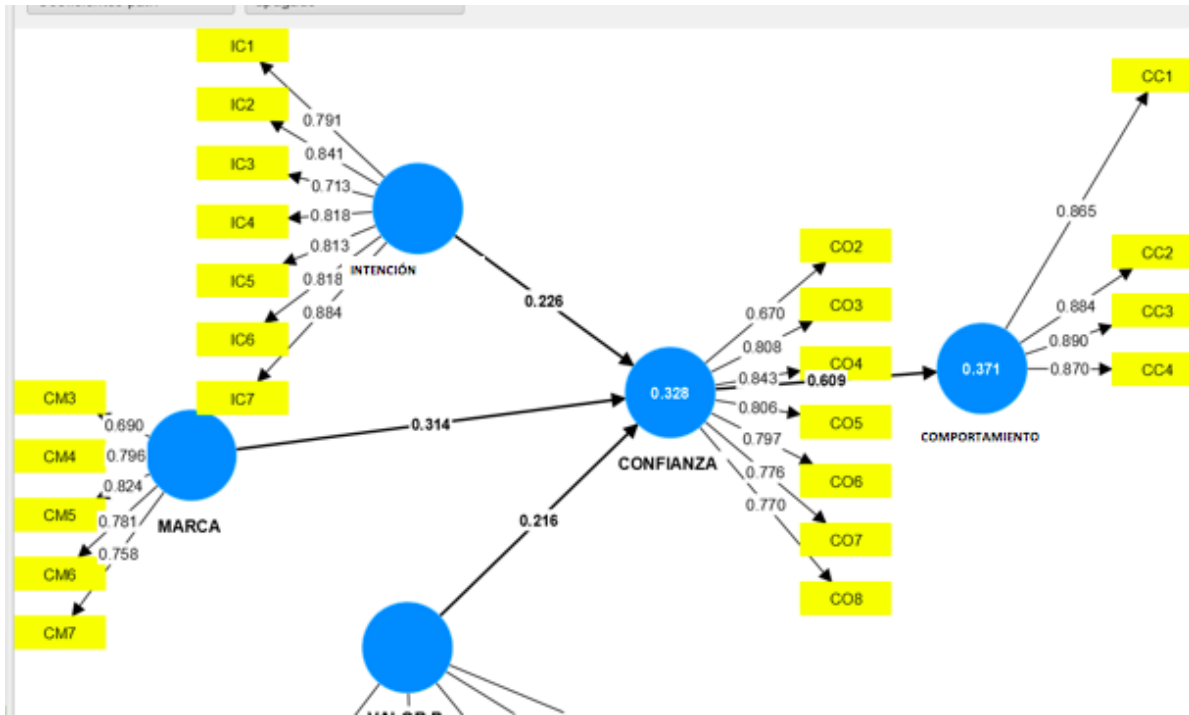 IC1
IC2
IC3
IC4
IC5
IC6
IC7
0.791
0.841
0.713
0.818
0.813
0.818
0.884
INTENCIÓN
CM3
CM4
CM5
CM6
CM7
0.690
0.796
0.824
0.781
0.758
MARCA
0.226
0.314
0.216
0.328
CONFIANZA
CO2
CO3
CO4
CO5
CO6
CO7
CO8
0.670
0.808
0.843
0.806
0.797
0.776
0.770
0.609
0.371
COMPORTAMIENTO
CC1
CC2
CC3
CC4
0.865
0.884
0.890
0.870